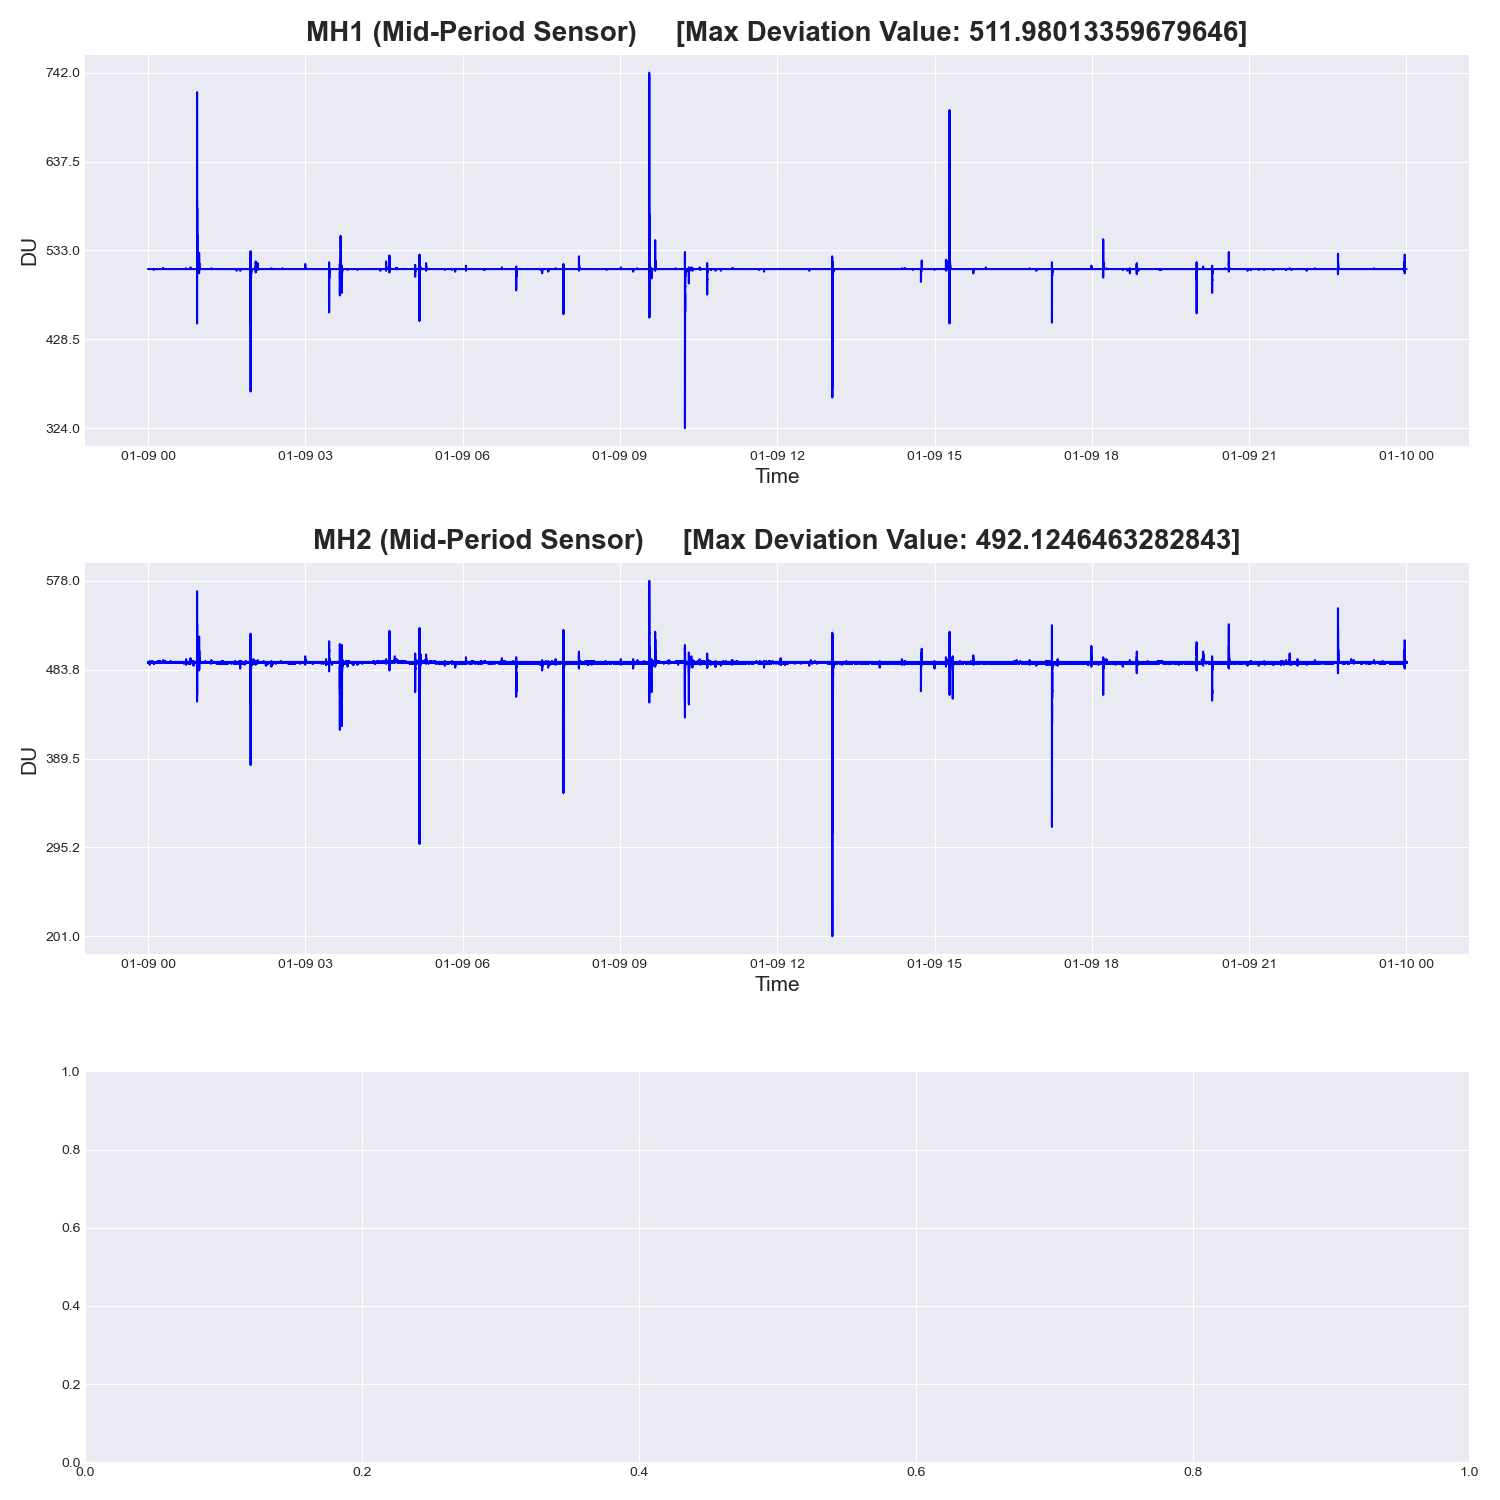 MH1 (Mid-Period Sensor) [Max Deviation Value: 511.98013359679646]
742.0
637.5
533.0
428.5
324.0
DU
01-09 00 01-09 03 01-09 06 01-09 09 01-09 12 01-09 15 01-09 18 01-09 21 01-10 00
Time
MH2 (Mid-Period Sensor) [Max Deviation Value: 492.1246463282843]
578.0
483.8
389.5
295.2
201.0
DU
01-09 00 01-09 03 01-09 06 01-09 09 01-09 12 01-09 15 01-09 18 01-09 21 01-10 00
Time
1.0
0.8
0.6
0.4
0.2
0.0
0.0 0.2 0.4 0.6 0.8 1.0